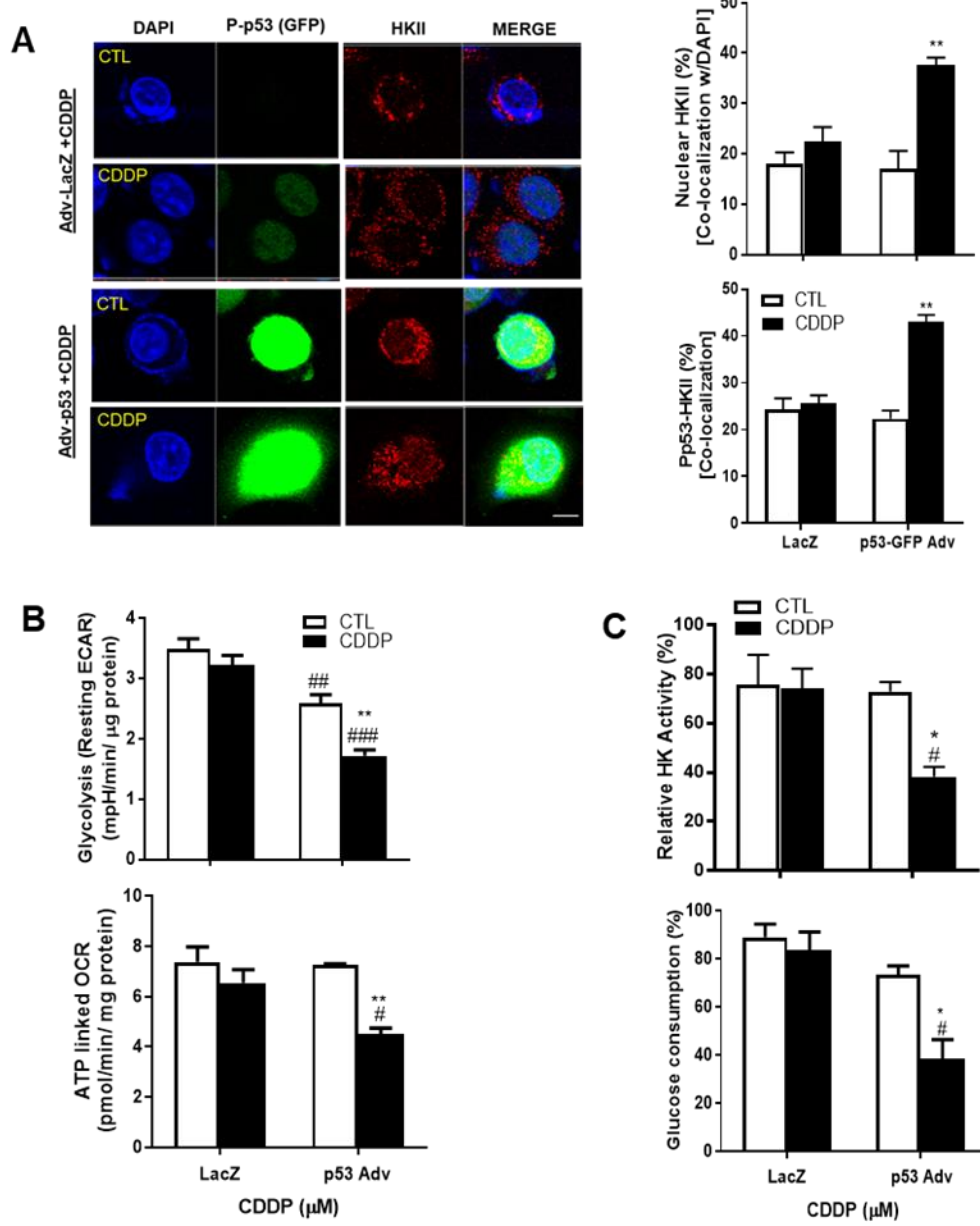 A
DAPI
P-p53 (GFP)
HKII
MERGE
Adv-LacZ +CDDP
CTL
CDDP
Adv-p53 +CDDP
CTL
CDDP
Nuclear HKII (%)
[Co-localization w/DAPI]
50
40
30
20
10
0
**
Pp53-HKII (%)
[Co-localization]
50
40
30
20
10
0
CTL
CDDP
**
LacZ
p53-GFP Adv
B
Glycolysis (Resting ECAR)
(mpH/min/ µg protein)
4
3
2
1
0
CTL
CDDP
##
**
###
ATP linked OCR
(pmol/min/ mg protein)
10
8
6
4
2
0
**
#
LacZ
p53 Adv
CDDP (µM)
C
CTL
CDDP
Relative HK Activity (%)
100
80
60
40
20
0
*
#
Glucose consumption (%)
100
80
60
40
20
0
*
#
LacZ
p53 Adv
CDDP (µM)